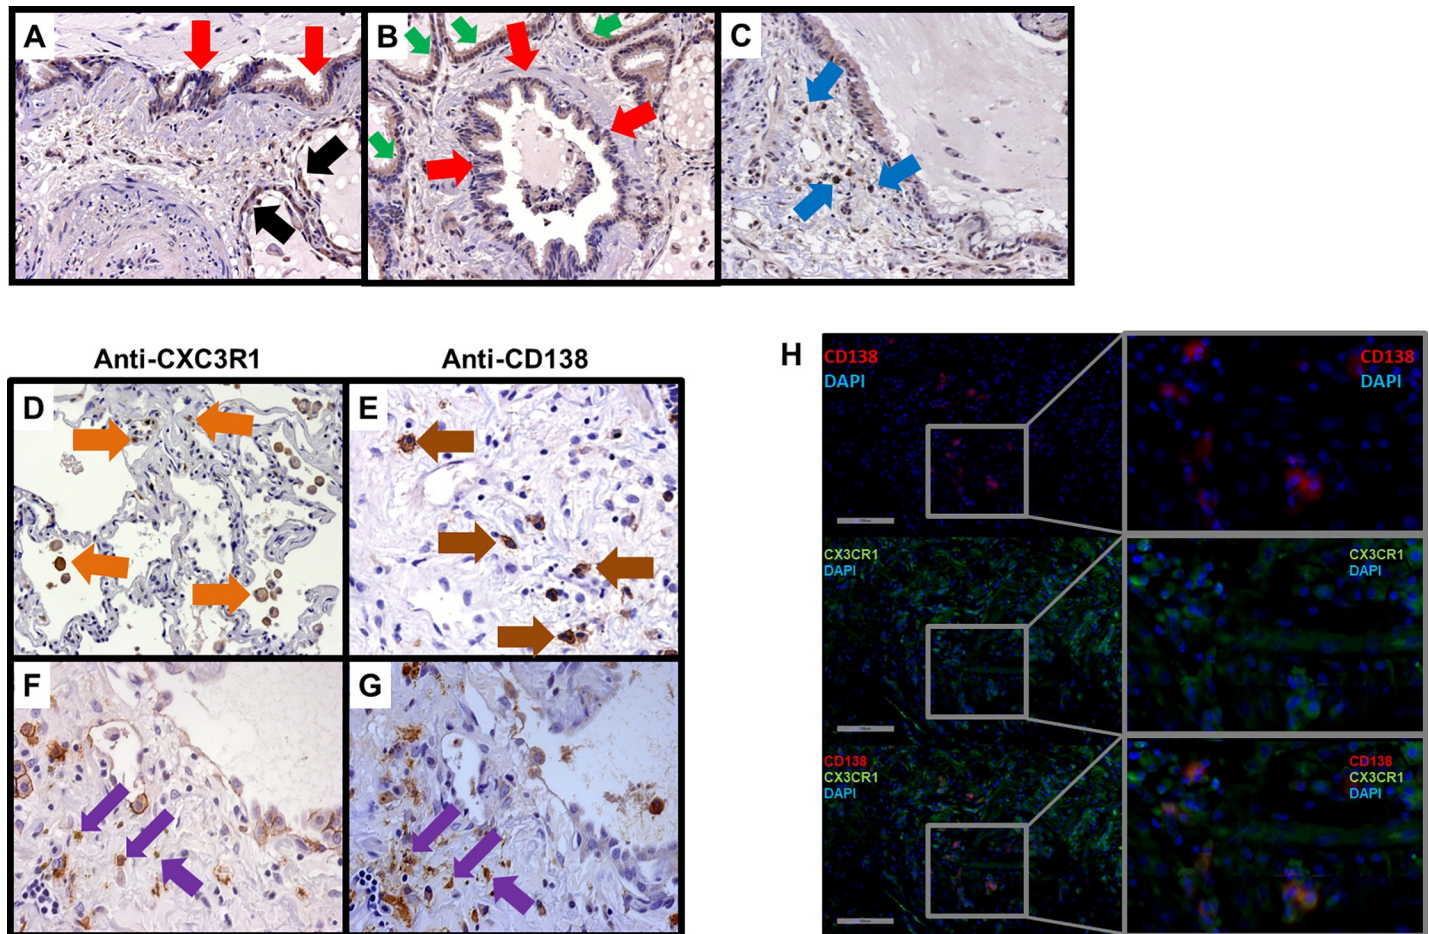 A
B
C
Anti-CXC3R1
Anti-CD138
D
E
F
G
H
CD138
DAPI
CD138
DAPI
CX3CR1
DAPI
CX3CR1
DAPI
CD138
CX3CR1
DAPI
CD138
CX3CR1
DAPI